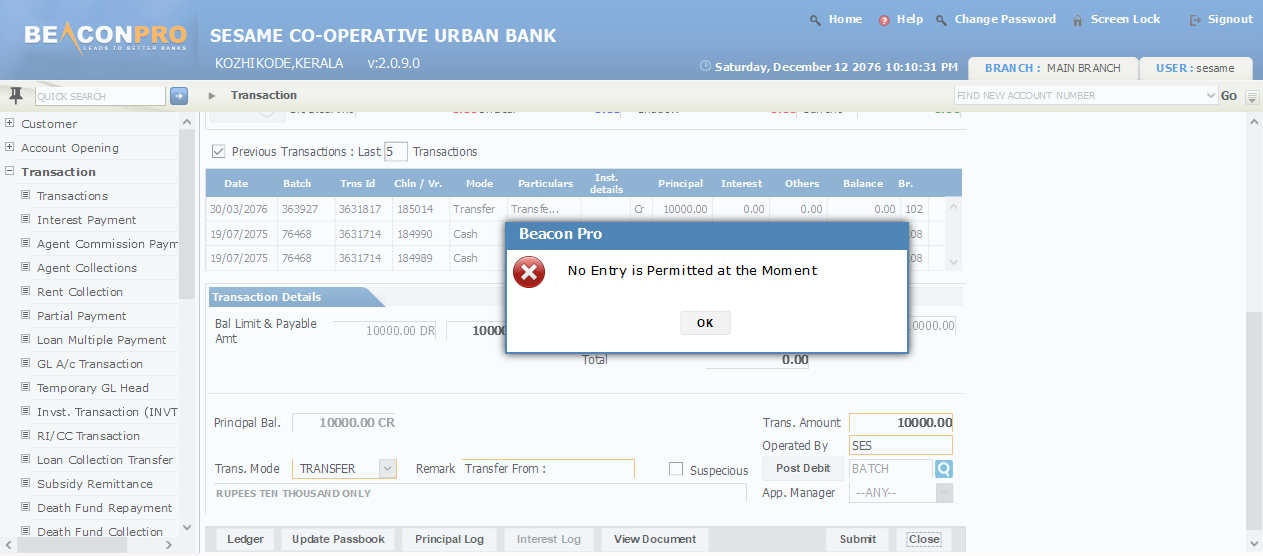 Home Help Change Password Screen Lock Signout
BEACONPRO
LEADS TO BETTER BANKS
SESAME CO-OPERATIVE URBAN BANK
KOZHIKODE,KERALA v:2.0.9.0
Saturday, December 12 2076 10:10:31 PM BRANCH : MAIN BRANCH USER : sesame
QUICK SEARCH Transaction FIND NEW ACCOUNT NUMBER Go
Customer
Account Opening
Transaction
Transactions
Interest Payment
Agent Commission Paym
Agent Collections
Rent Collection
Partial Payment
Loan Multiple Payment
GL A/c Transaction
Temporary GL Head
Invst. Transaction (INVT
RI/CC Transaction
Loan Collection Transfer
Subsidy Remittance
Death Fund Repayment
Death Fund Collection
Previous Transactions : Last 5 Transactions
Date Batch Trns Id Chln / Vr. Mode Particulars Inst. details Principal Interest Others Balance Br.
30/03/2076 363927 3631817 185014 Transfer Transfe... Cr 10000.00 0.00 0.00 0.00 102
19/07/2075 76468 3631714 184990 Cash 08
19/07/2075 76468 3631714 184989 Cash 08
Beacon Pro
No Entry is Permitted at the Moment
OK
Transaction Details
Bal Limit & Payable Amt 10000.00 DR 1000 0000.00
Total 0.00
Principal Bal. 10000.00 CR Trans. Amount 10000.00
Operated By SES
Trans. Mode TRANSFER Remark Transfer From : Suspecious Post Debit BATCH
RUPEES TEN THOUSAND ONLY App. Manager --ANY--
Ledger Update Passbook Principal Log Interest Log View Document Submit Close